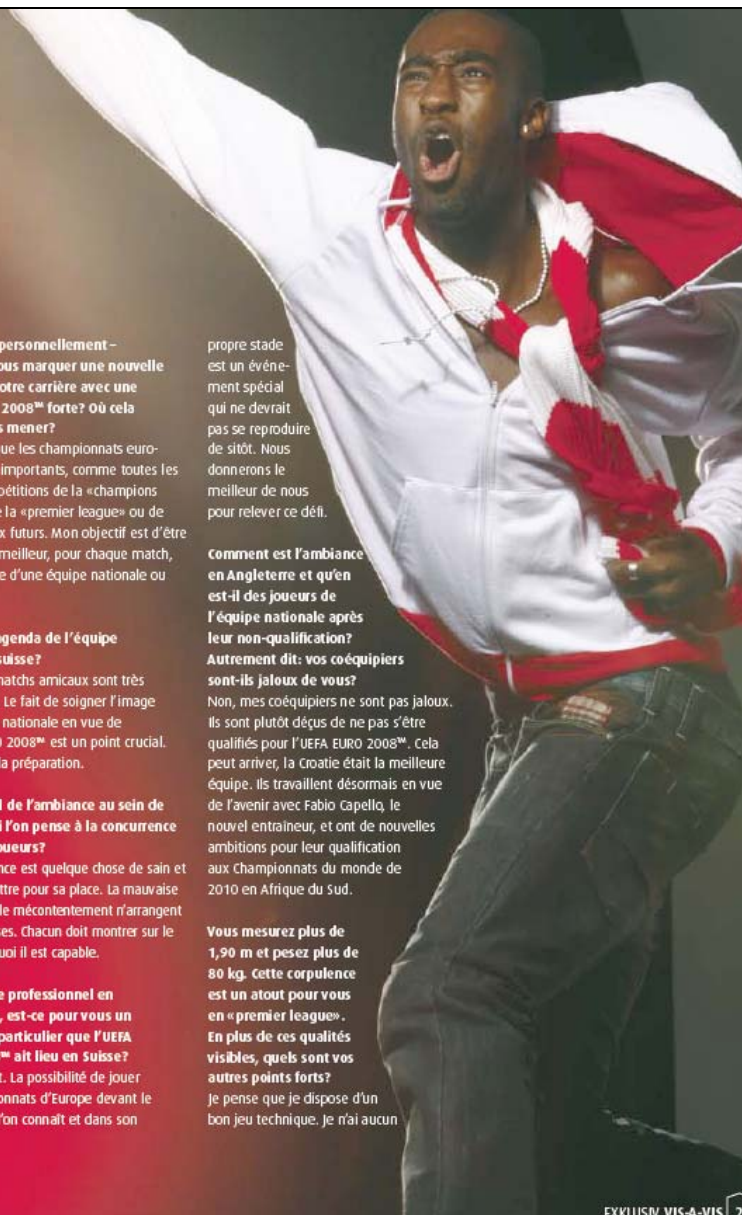 personnellement –
ous marquer une nouvelle
otre carrière avec une
2008™ forte? Où cela
s mener?
ue les championnats euro-
importants, comme toutes les
pétitions de la «champions
e la «premier league» ou de
x futurs. Mon objectif est d'être
meilleur, pour chaque match,
e d'une équipe nationale ou
genda de l'équipe
suisse?
matchs amicaux sont très
Le fait de soigner l'image
nationale en vue de
O 2008™ est un point crucial.
la préparation.
l de l'ambiance au sein de
i l'on pense à la concurrence
oueurs?
nce est quelque chose de sain et
ttre pour sa place. La mauvaise
le mécontentement n'arrangent
ses. Chacun doit montrer sur le
uoi il est capable.
e professionnel en
, est-ce pour vous un
particulier que l'UEFA
™ ait lieu en Suisse?
t. La possibilité de jouer
onnats d'Europe devant le
'on connaît et dans son
propre stade
est un événe-
ment spécial
qui ne devrait
pas se reproduire
de sitôt. Nous
donnerons le
meilleur de nous
pour relever ce défi.
Comment est l'ambiance
en Angleterre et qu'en
est-il des joueurs de
l'équipe nationale après
leur non-qualification?
Autrement dit: vos coéquipiers
sont-ils jaloux de vous?
Non, mes coéquipiers ne sont pas jaloux.
Ils sont plutôt déçus de ne pas s'être
qualifiés pour l'UEFA EURO 2008™. Cela
peut arriver, la Croatie était la meilleure
équipe. Ils travaillent désormais en vue
de l'avenir avec Fabio Capello, le
nouvel entraîneur, et ont de nouvelles
ambitions pour leur qualification
aux Championnats du monde de
2010 en Afrique du Sud.
Vous mesurez plus de
1,90 m et pesez plus de
80 kg. Cette corpulence
est un atout pour vous
en «premier league».
En plus de ces qualités
visibles, quels sont vos
autres points forts?
Je pense que je dispose d'un
bon jeu technique. Je n'ai aucun
EXKLUSIV VIS-A-VIS 2